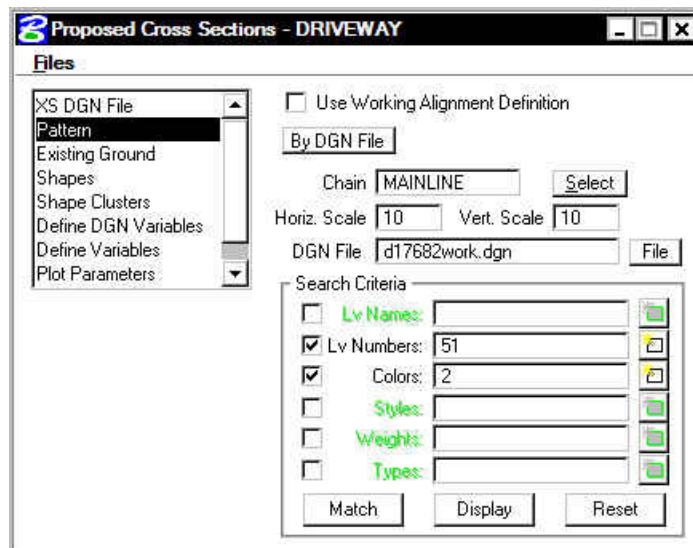 Proposed Cross Sections - DRIVEWAY
Files
XS DGN File
Pattern
Existing Ground
Shapes
Shape Clusters
Define DGN Variables
Define Variables
Plot Parameters
Use Working Alignment Definition
By DGN File
Chain MAINLINE Select
Horiz. Scale 10 Vert. Scale 10
DGN File d17682work.dgn File
Search Criteria
Lv Names:
Lv Numbers: 51
Colors: 2
Styles:
Weights:
Types:
Match Display Reset